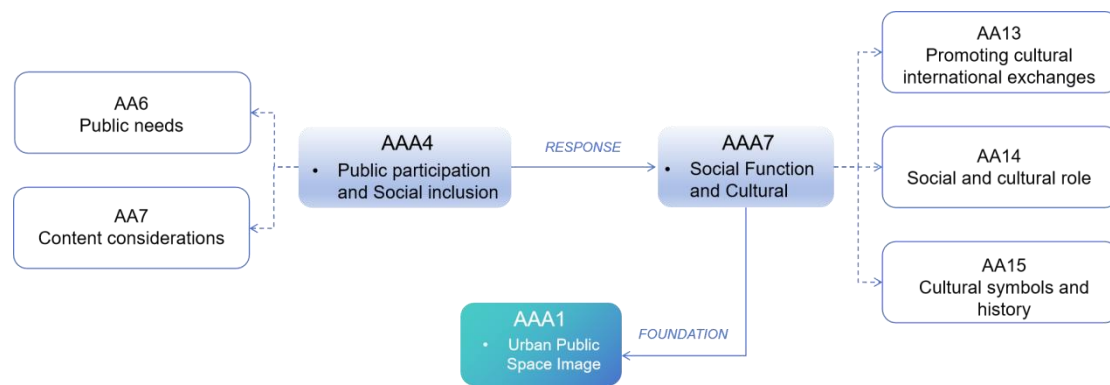 AA6
Public needs
AA7
Content considerations
AAA4
• Public participation
and Social inclusion
RESPONSE
AAA7
• Social Function
and Cultural
AA13
Promoting cultural
international exchanges
AA14
Social and cultural role
AA15
Cultural symbols and
history
AAA1
• Urban Public
Space Image
FOUNDATION